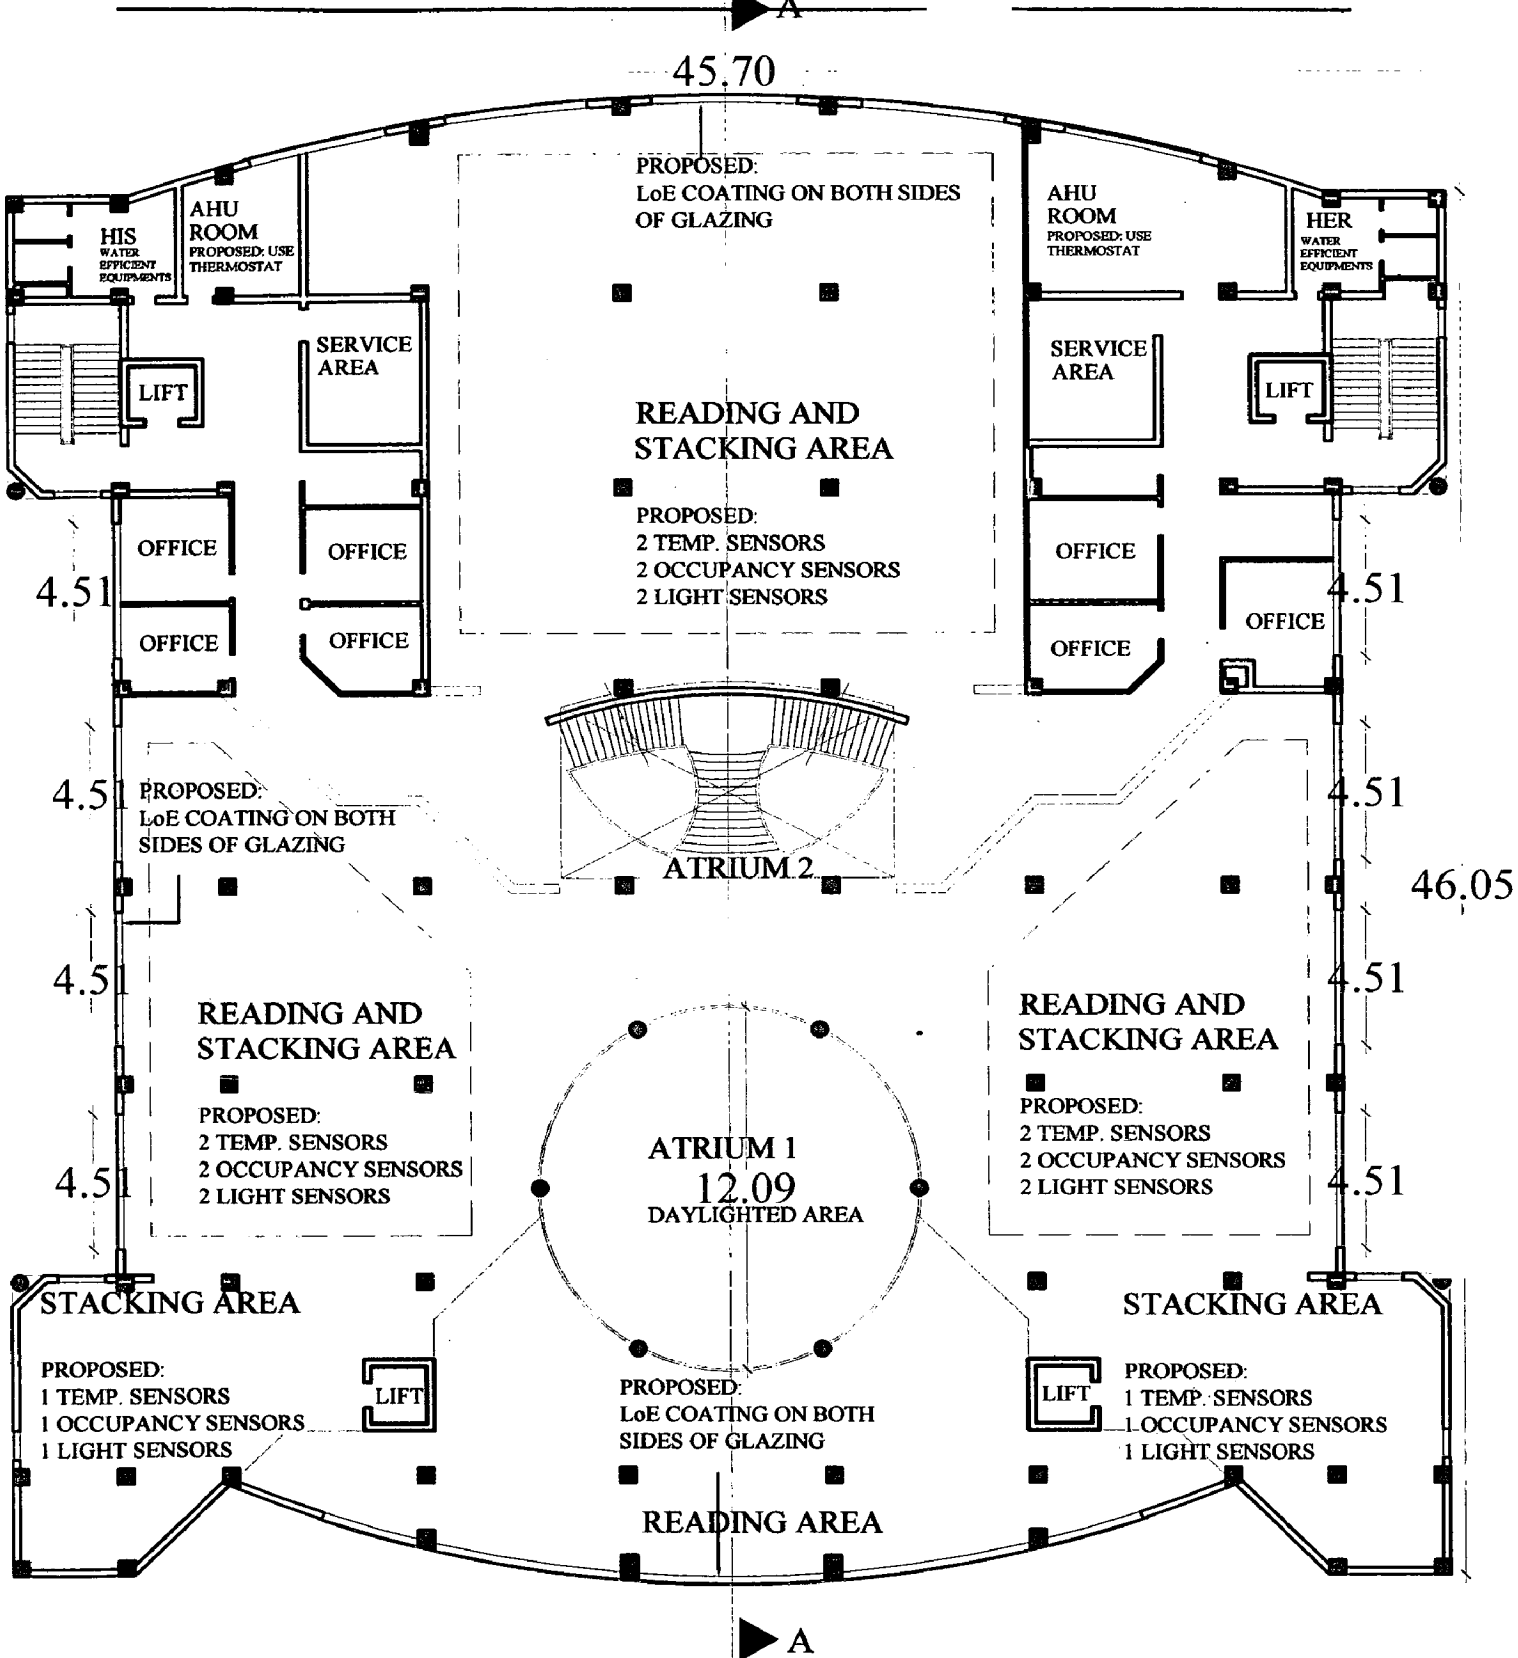 A
45.70
PROPOSED:
LoE COATING ON BOTH SIDES
OF GLAZING
AHU
ROOM
PROPOSED: USE
THERMOSTAT
HIS
WATER
EFFICIENT
EQUIPMENTS
AHU
ROOM
PROPOSED: USE
THERMOSTAT
HER
WATER
EFFICIENT
EQUIPMENTS
SERVICE
AREA
LIFT
SERVICE
AREA
LIFT
READING AND
STACKING AREA
PROPOSED:
2 TEMP. SENSORS
2 OCCUPANCY SENSORS
2 LIGHT SENSORS
OFFICE
OFFICE
OFFICE
4.51
4.51
OFFICE
OFFICE
OFFICE
OFFICE
4.51
PROPOSED:
LoE COATING ON BOTH
SIDES OF GLAZING
4.51
ATRIUM 2
46.05
4.51
4.51
READING AND
STACKING AREA
READING AND
STACKING AREA
PROPOSED:
2 TEMP. SENSORS
2 OCCUPANCY SENSORS
2 LIGHT SENSORS
ATRIUM 1
12.09
DAYLIGHTED AREA
PROPOSED:
2 TEMP. SENSORS
2 OCCUPANCY SENSORS
2 LIGHT SENSORS
4.51
4.51
STACKING AREA
STACKING AREA
PROPOSED:
1 TEMP. SENSORS
1 OCCUPANCY SENSORS
1 LIGHT SENSORS
LIFT
PROPOSED:
LoE COATING ON BOTH
SIDES OF GLAZING
LIFT
PROPOSED:
1 TEMP. SENSORS
1 OCCUPANCY SENSORS
1 LIGHT SENSORS
READING AREA
A